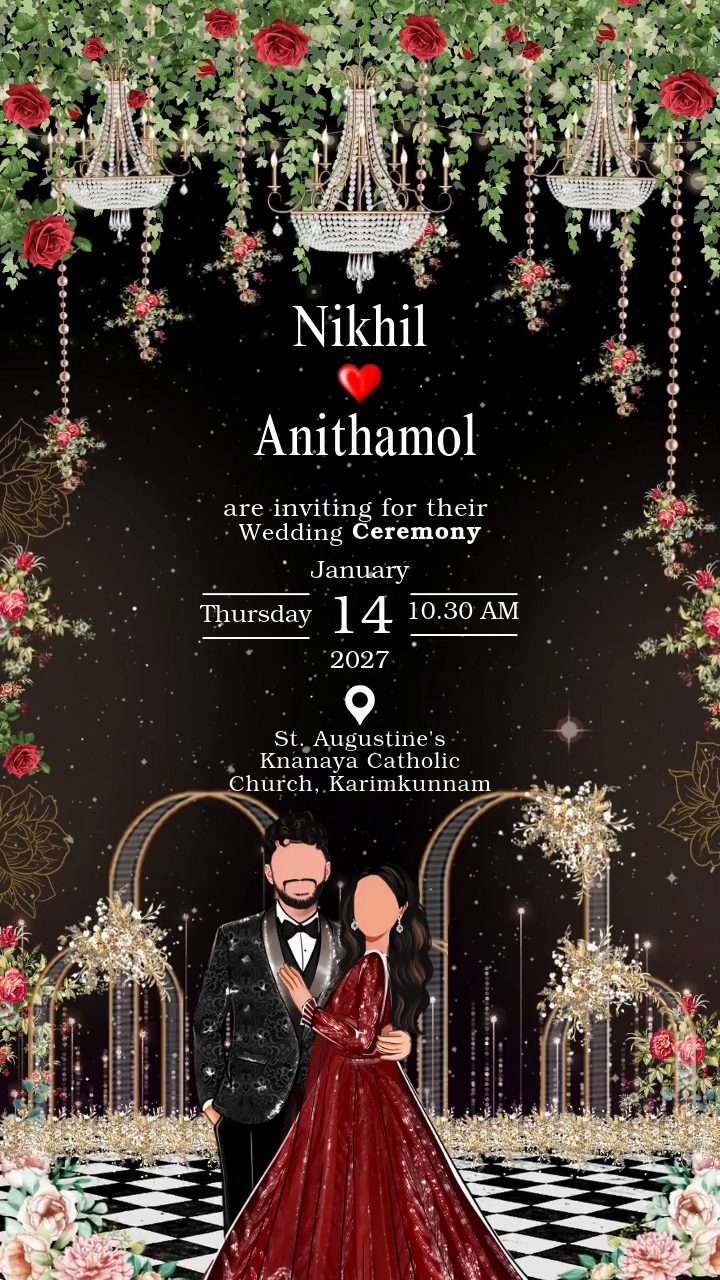 Nikhil
Anithamol
are inviting for their
Wedding Ceremony
January
Thursday 14 10.30 AM
2027
St. Augustine's
Knanaya Catholic
Church, Karimkunnam